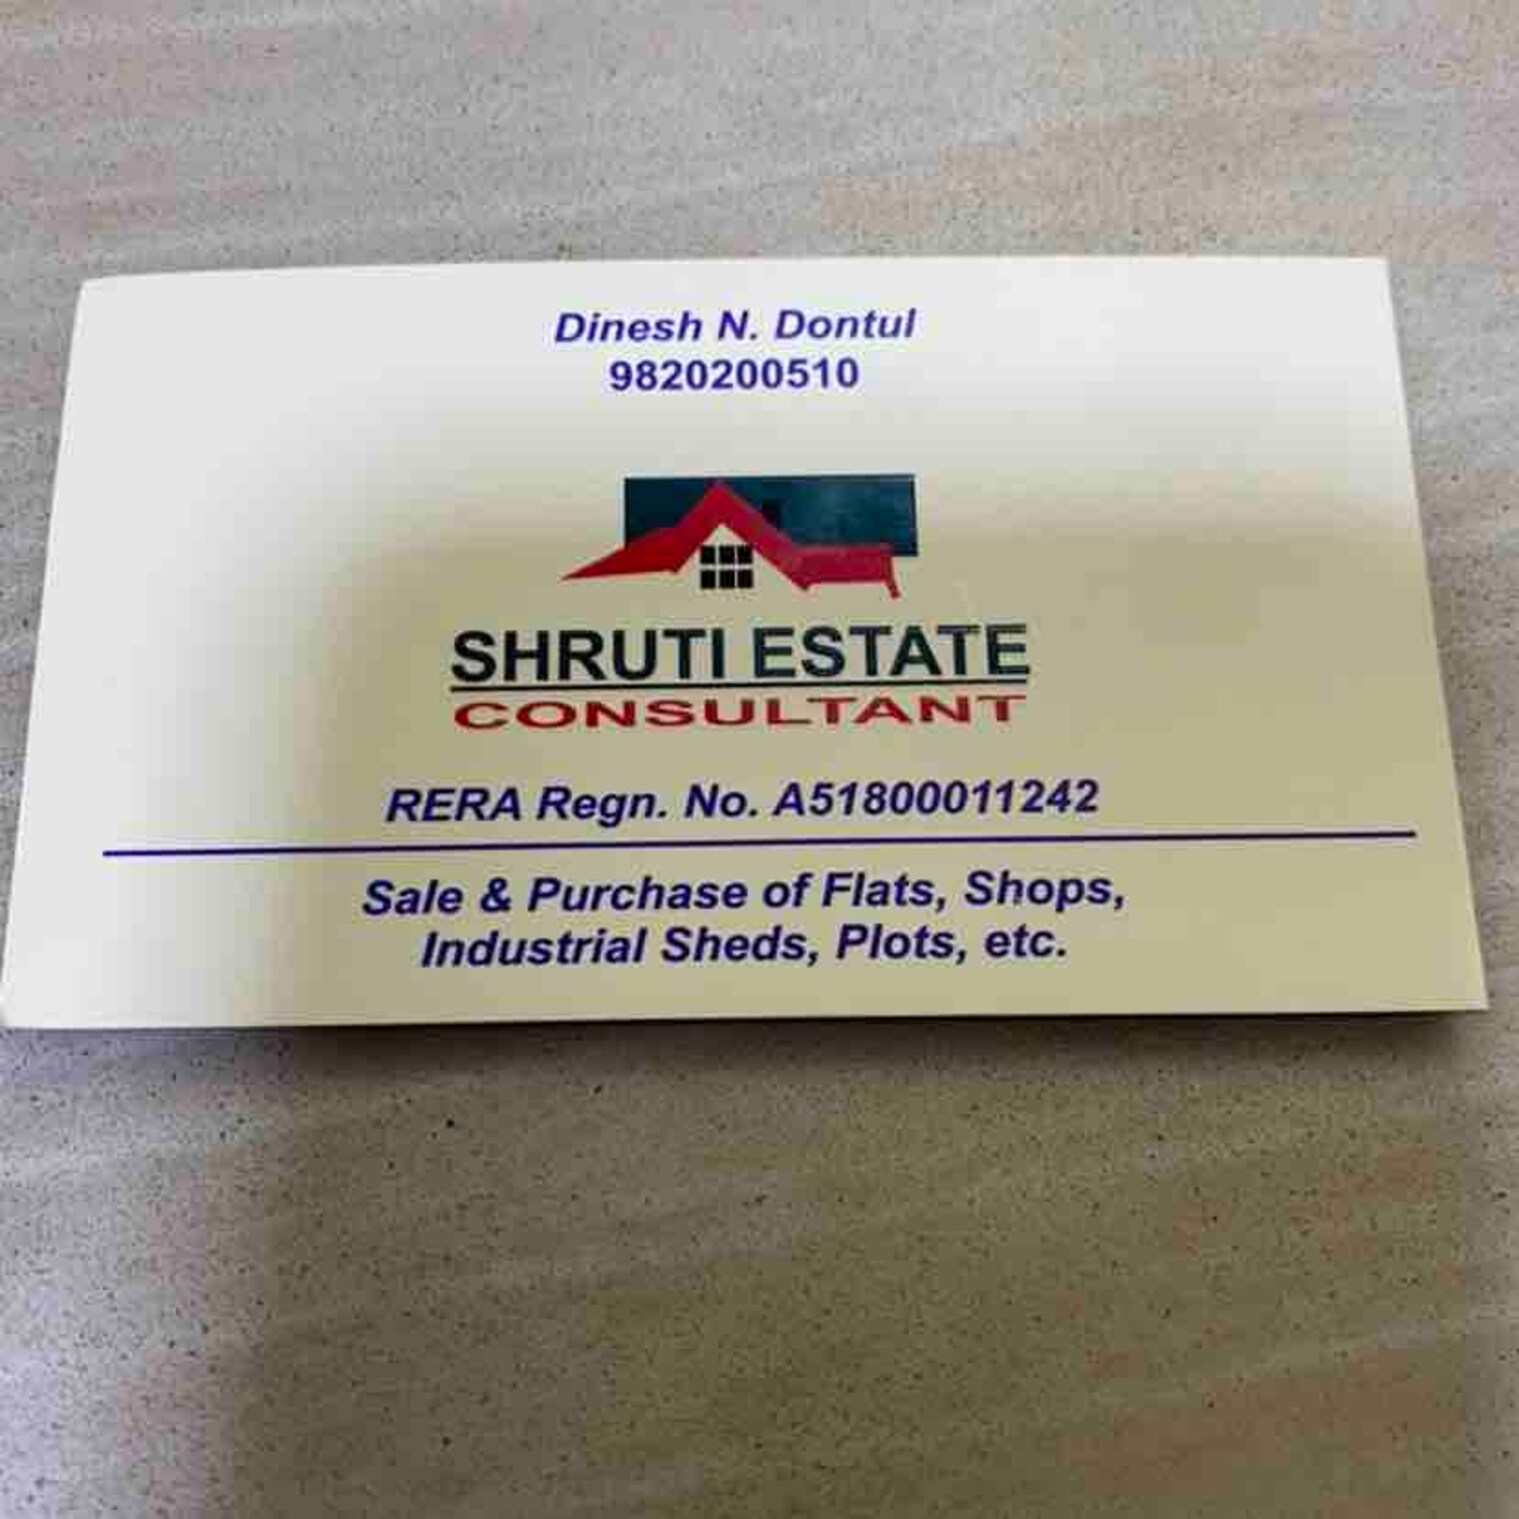 Dinesh N. Dontul
9820200510
SHRUTI ESTATE
CONSULTANT
RERA Regn. No. A51800011242
Sale & Purchase of Flats, Shops,
Industrial Sheds, Plots, etc.